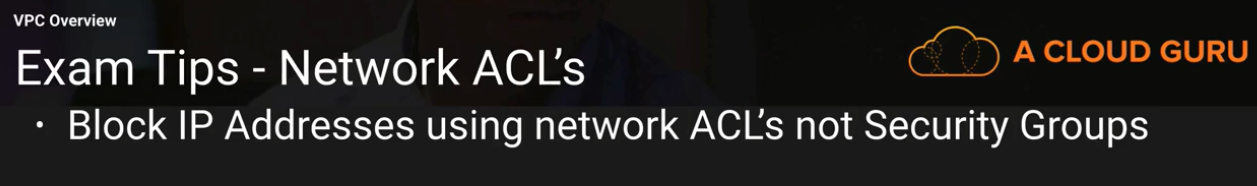 VPC Overview
Exam Tips - Network ACL's
A CLOUD GURU
• Block IP Addresses using network ACL's not Security Groups